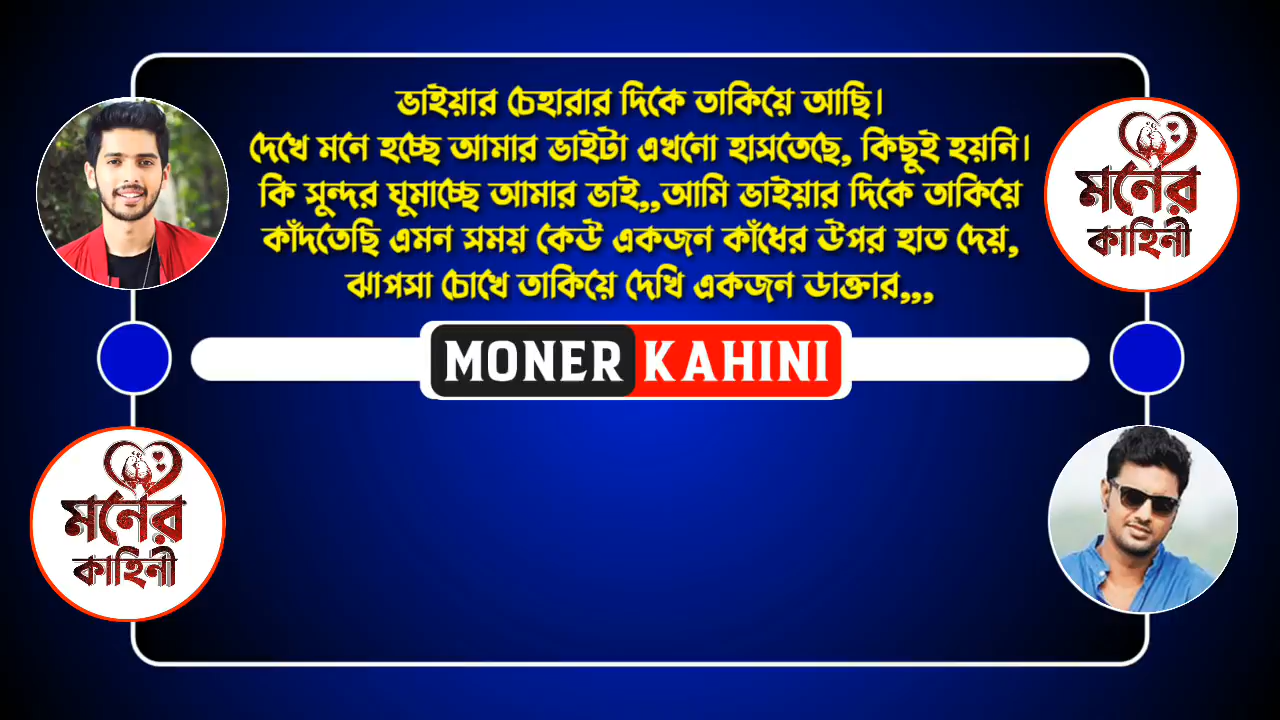 ভাইয়ার চেহারার দিকে তাকিয়ে আছি।
দেখে মনে হচ্ছে আমার ভাইটা এখনো হাসতেছে, কিছুই হয়নি।
কি সুন্দর ঘুমাচ্ছে আমার ভাই,,আমি ভাইয়ার দিকে তাকিয়ে
কাঁদতেছি এমন সময় কেউ একজন কাঁধের উপর হাত দেয়,
ঝাপসা চোখে তাকিয়ে দেখি একজন ডাক্তার,,,
মনের
কাহিনী
MONER KAHINI
মনের
কাহিনী